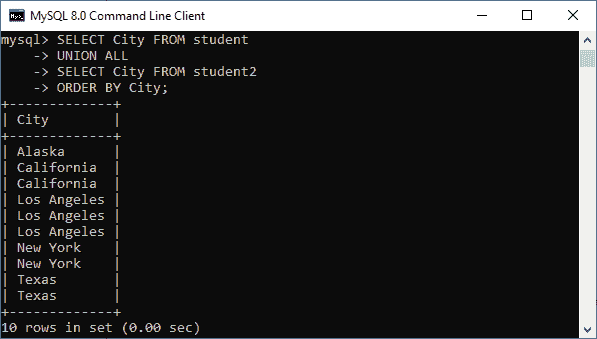 MySQL 8.0 Command Line Client
mysql> SELECT City FROM student
    -> UNION ALL
    -> SELECT City FROM student2
    -> ORDER BY City;
+-------------+
| City        |
+-------------+
| Alaska      |
| California  |
| California  |
| Los Angeles |
| Los Angeles |
| Los Angeles |
| New York    |
| New York    |
| Texas       |
| Texas       |
+-------------+
10 rows in set (0.00 sec)